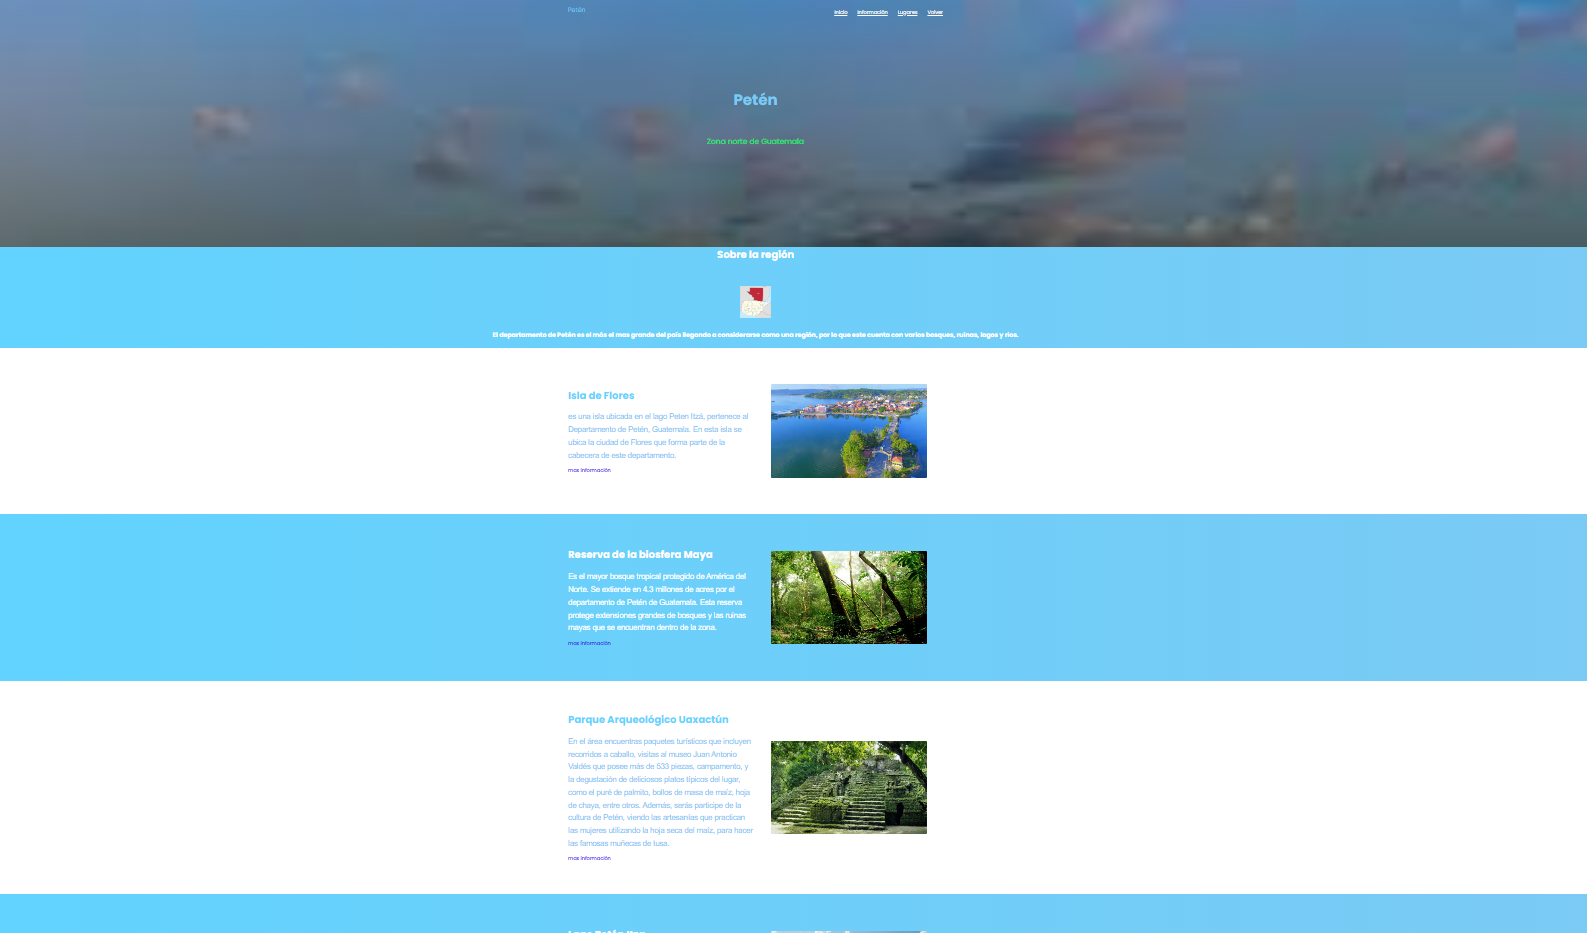 Petén
Inicio Información Lugares Volver
Petén
Zona norte de Guatemala
Sobre la región
El departamento de Petén es el más el mas grande del país llegando a considerarse como una región, por lo que este cuenta con varios bosques, ruinas, lagos y rios.
Isla de Flores
es una isla ubicada en el lago Peten Itzá, pertenece al
Departamento de Petén, Guatemala. En esta isla se
ubica la ciudad de Flores que forma parte de la
cabecera de este departamento.
mas información
Reserva de la biosfera Maya
Es el mayor bosque tropical protegido de América del
Norte. Se extiende en 4.3 millones de acres por el
departamento de Petén de Guatemala. Esta reserva
protege extensiones grandes de bosques y las ruinas
mayas que se encuentran dentro de la zona.
mas información
Parque Arqueológico Uaxactún
En el área encuentras paquetes turísticos que incluyen
recorridos a caballo, visitas al museo Juan Antonio
Valdés que posee más de 533 piezas, campamento, y
la degustación de deliciosos platos típicos del lugar,
como el puré de palmito, bollos de masa de maíz, hoja
de chaya, entre otros. Además, serás participe de la
cultura de Petén, viendo las artesanías que practican
las mujeres utilizando la hoja seca del maíz, para hacer
las famosas muñecas de tusa.
mas información